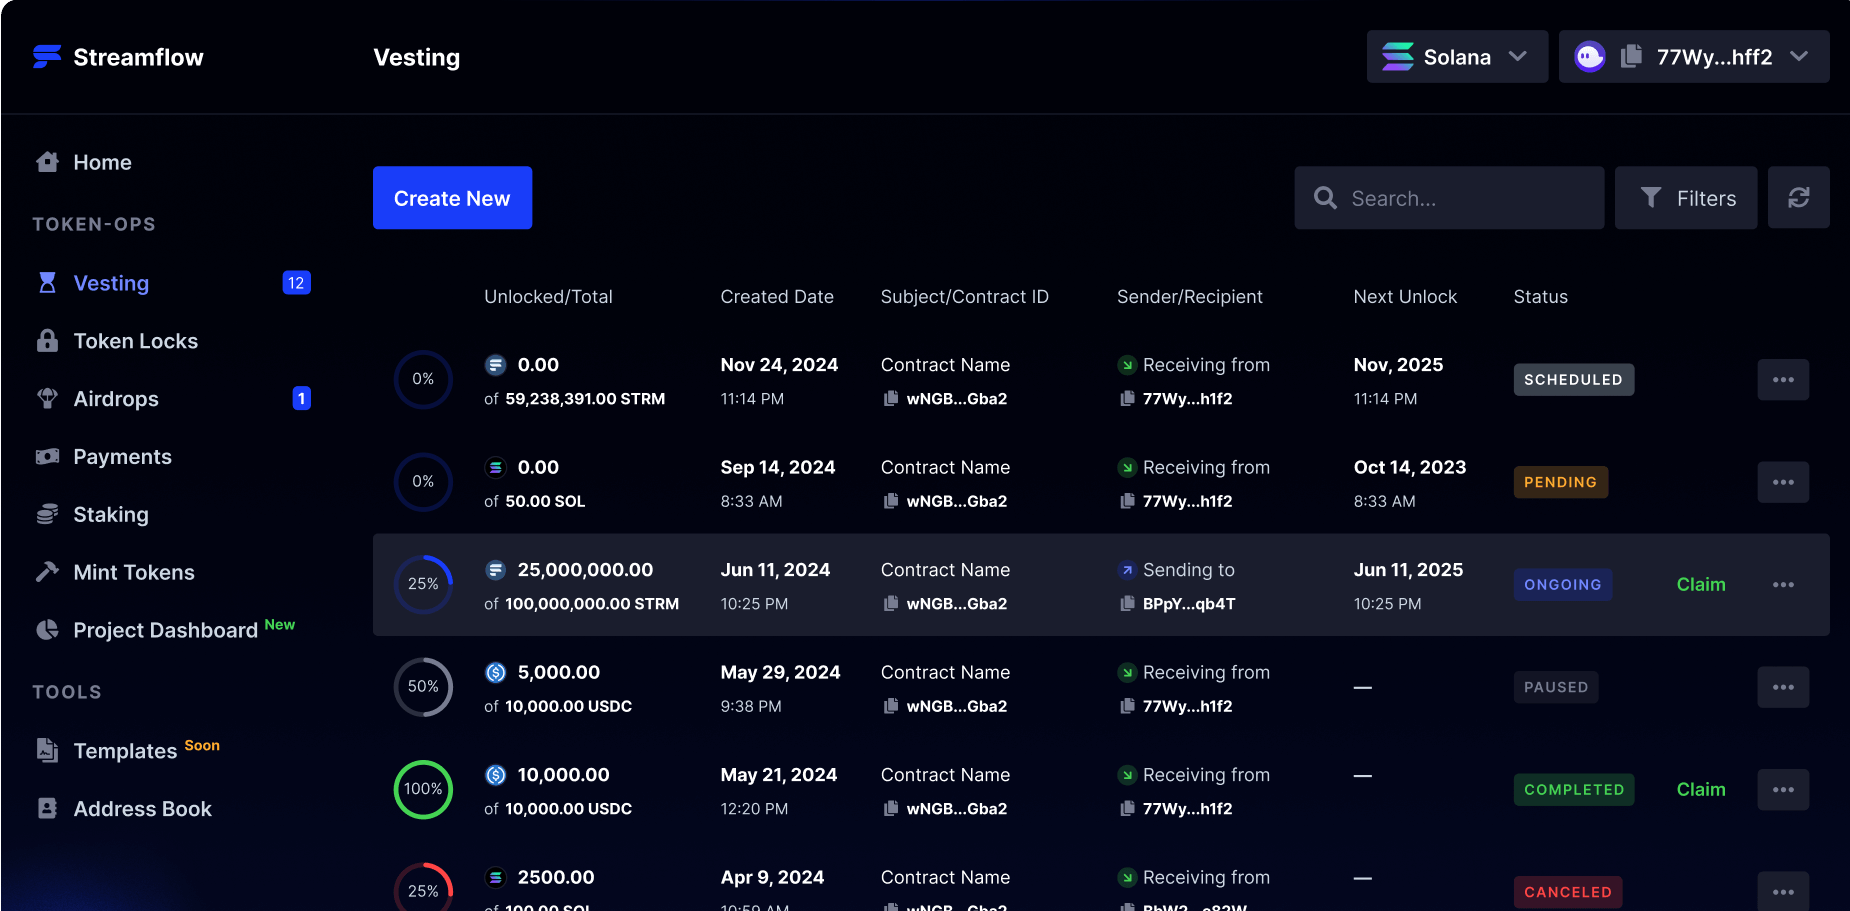 Streamflow
Vesting
Solana
77Wy...hff2
Home
TOKEN-OPS
Vesting 12
Token Locks
Airdrops 1
Payments
Staking
Mint Tokens
Project Dashboard New
TOOLS
Templates Soon
Address Book
Create New
Search...
Filters
Unlocked/Total Created Date Subject/Contract ID Sender/Recipient Next Unlock Status
0% 0.00 Nov 24, 2024 Contract Name Receiving from Nov, 2025 SCHEDULED
of 59,238,391.00 STRM 11:14 PM wNGB...Gba2 77Wy...h1f2 11:14 PM
0% 0.00 Sep 14, 2024 Contract Name Receiving from Oct 14, 2023 PENDING
of 50.00 SOL 8:33 AM wNGB...Gba2 77Wy...h1f2 8:33 AM
25% 25,000,000.00 Jun 11, 2024 Contract Name Sending to Jun 11, 2025 ONGOING Claim
of 100,000,000.00 STRM 10:25 PM wNGB...Gba2 BPpY...qb4T 10:25 PM
50% 5,000.00 May 29, 2024 Contract Name Receiving from — PAUSED
of 10,000.00 USDC 9:38 PM wNGB...Gba2 77Wy...h1f2
100% 10,000.00 May 21, 2024 Contract Name Receiving from — COMPLETED Claim
of 10,000.00 USDC 12:20 PM wNGB...Gba2 77Wy...h1f2
25% 2500.00 Apr 9, 2024 Contract Name Receiving from — CANCELED
of 100.00 SOL 10:59 AM wNGB...Gba2